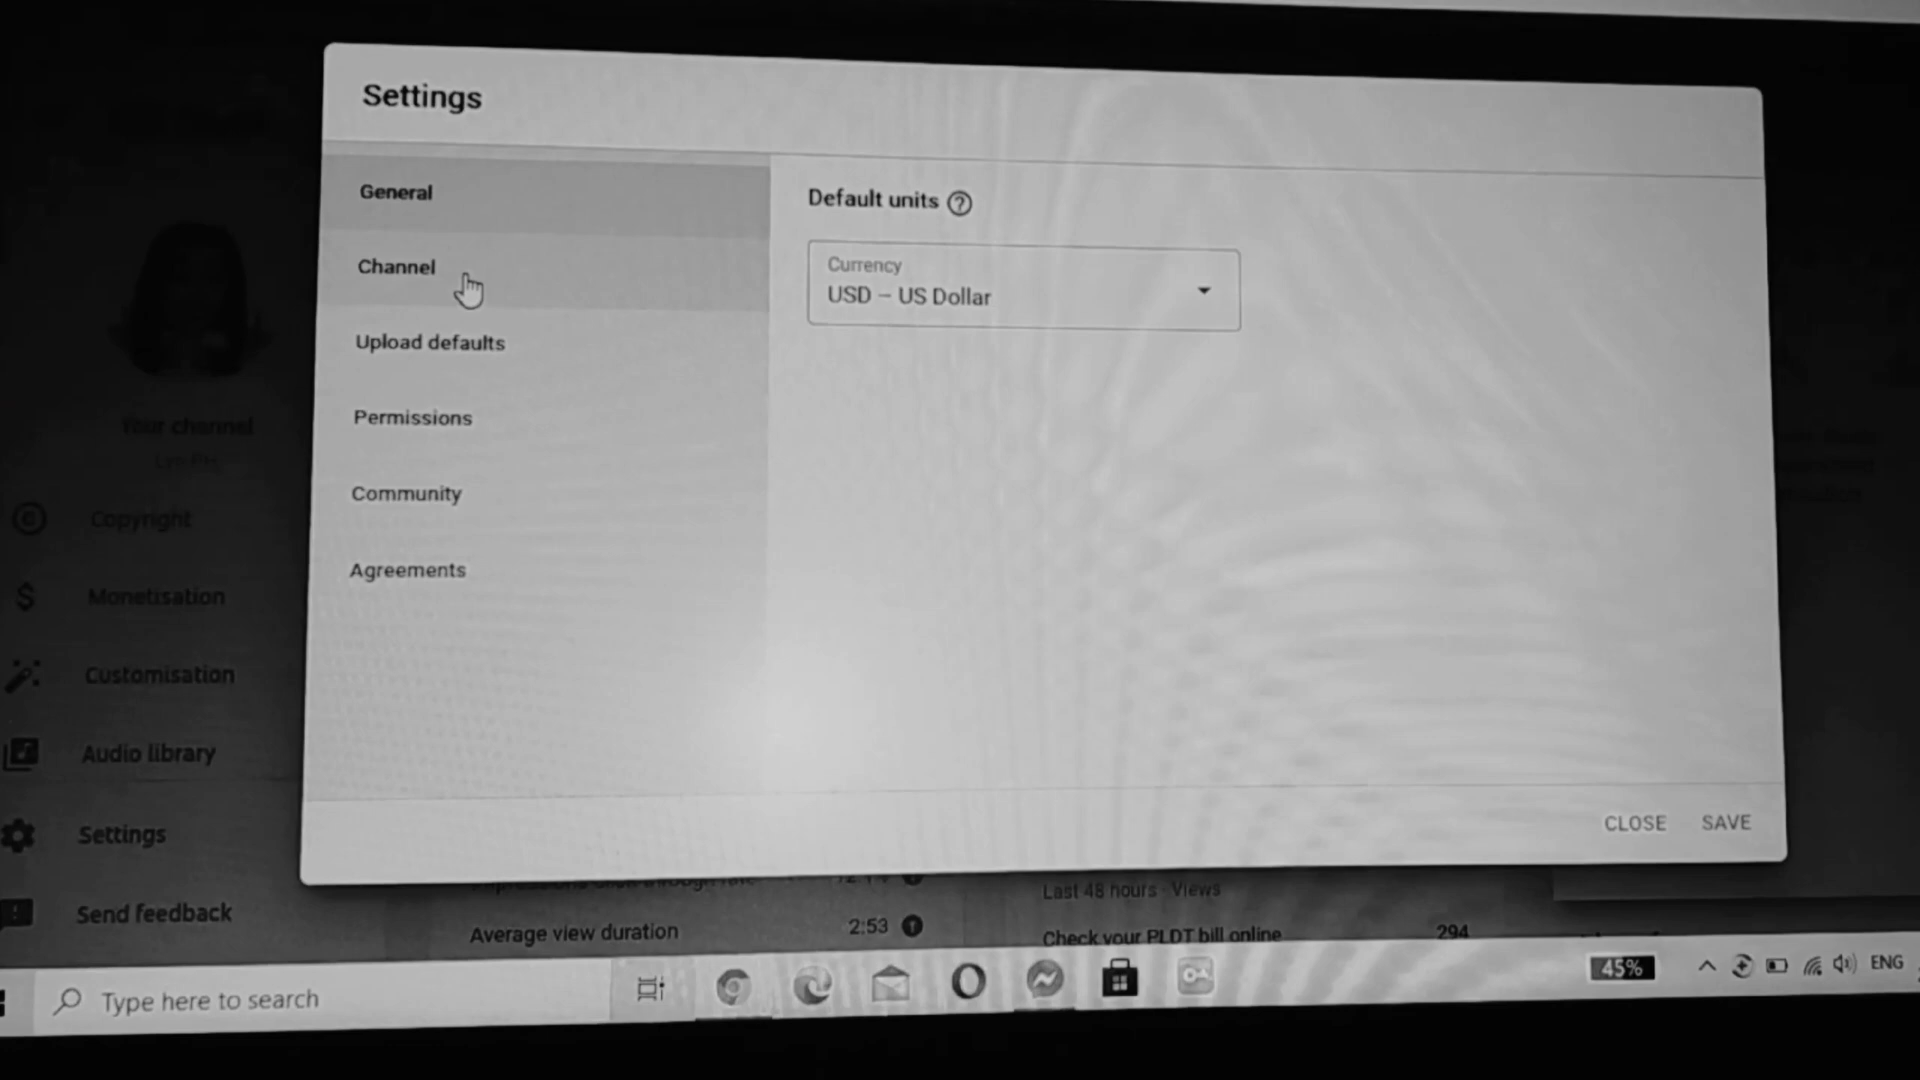 Settings
General
Channel
Upload defaults
Permissions
Community
Agreements
Default units ?
Currency
USD – US Dollar
CLOSE SAVE
Your channel
Copyright
Monetisation
Customisation
Audio library
Settings
Send feedback
Average view duration 2:53
Last 48 hours · Views
Check your PLDT bill online 294
Type here to search
45%
ENG